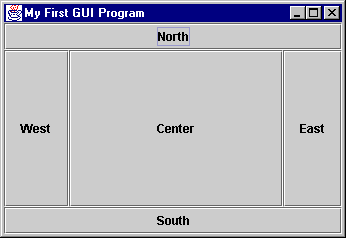 My First GUI Program
North
West Center East
South